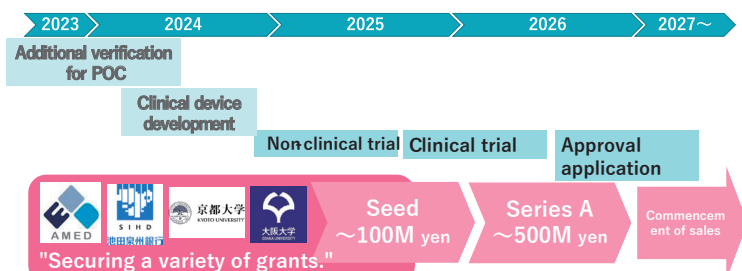 2023
2024
2025
2026
2027～
Additional verification
for POC
Clinical device
development
Non-clinical trial
Clinical trial
Approval
application
AMED
SIHD
池田泉州銀行
京都大学
KYOTO UNIVERSITY
大阪大学
OSAKA UNIVERSITY
Seed
～100M yen
Series A
～500M yen
Commencem
ent of sales
"Securing a variety of grants."